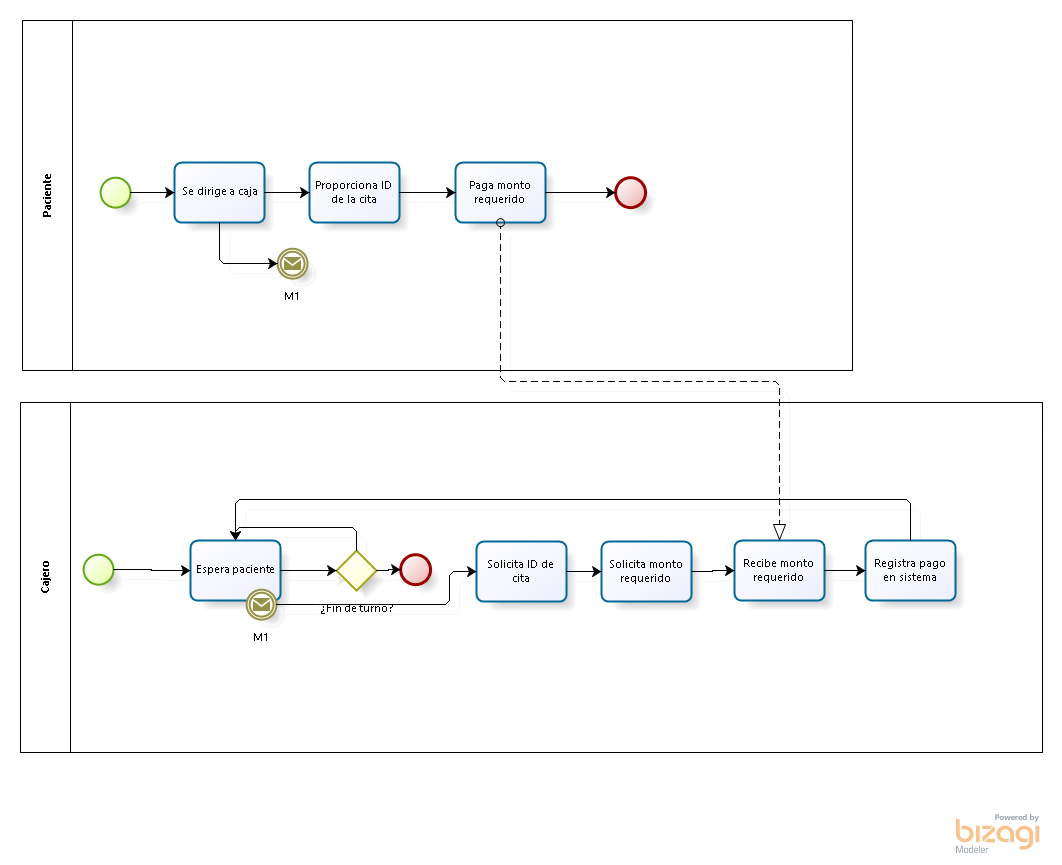 Paciente
Se dirige a caja
Proporciona ID
de la cita
Paga monto
requerido
M1
Cajero
Espera paciente
¿Fin de turno?
M1
Solicita ID de
cita
Solicita monto
requerido
Recibe monto
requerido
Registra pago
en sistema
Powered by
bizagi
Modeler